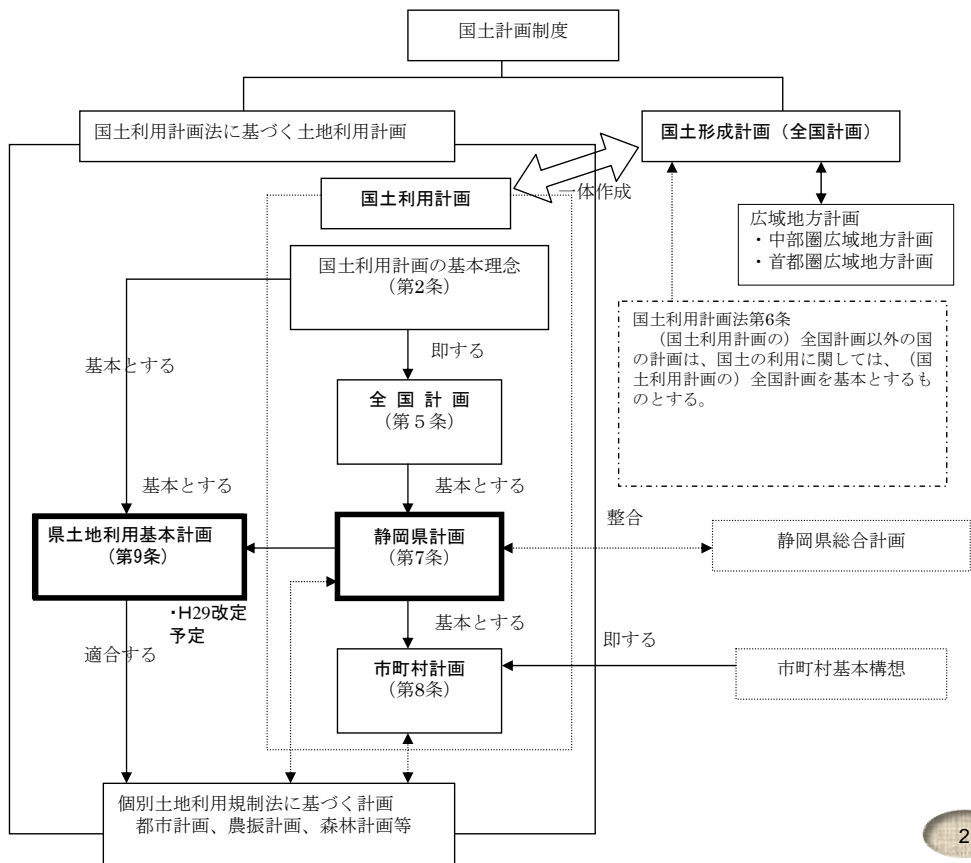 国土計画制度
国土利用計画法に基づく土地利用計画
国土形成計画（全国計画）
一体作成
国土利用計画
広域地方計画
・中部圏広域地方計画
・首都圏広域地方計画
国土利用計画の基本理念
（第2条）
国土利用計画法第6条
（国土利用計画の）全国計画以外の国
の計画は、国土の利用に関しては、（国
土利用計画の）全国計画を基本とするも
のとする。
基本とする
即する
全 国 計 画
（第５条）
基本とする
基本とする
県土地利用基本計画
（第9条）
静岡県計画
（第7条）
整合
静岡県総合計画
・H29改定
予定
基本とする
適合する
即する
市町村計画
（第8条）
市町村基本構想
個別土地利用規制法に基づく計画
都市計画、農振計画、森林計画等
2